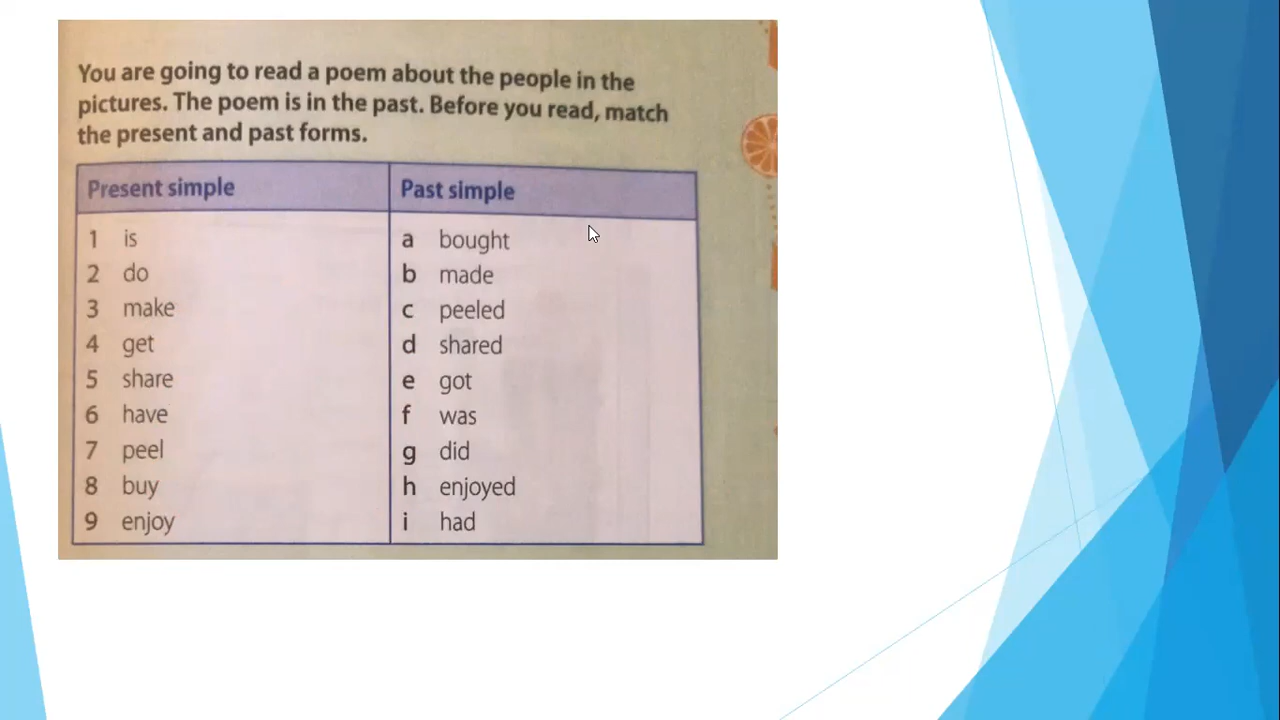 You are going to read a poem about the people in the
pictures. The poem is in the past. Before you read, match
the present and past forms.
Present simple Past simple
1 is a bought
2 do b made
3 make c peeled
4 get d shared
5 share e got
6 have f was
7 peel g did
8 buy h enjoyed
9 enjoy i had